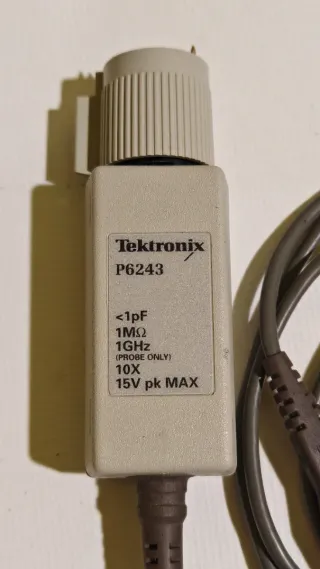 Tektronix
P6243
<1pF
1MΩ
1GHz
(PROBE ONLY)
10X
15V pk MAX